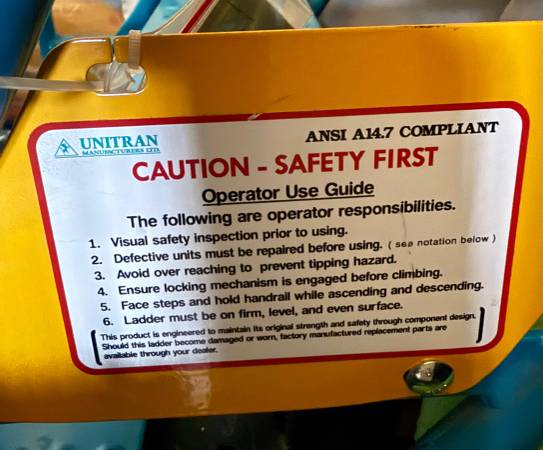 UNITRAN
MANUFACTURERS LTD.
ANSI A14.7 COMPLIANT
CAUTION - SAFETY FIRST
Operator Use Guide
The following are operator responsibilities.
1. Visual safety inspection prior to using.
2. Defective units must be repaired before using. ( see notation below )
3. Avoid over reaching to prevent tipping hazard.
4. Ensure locking mechanism is engaged before climbing.
5. Face steps and hold handrail while ascending and descending.
6. Ladder must be on firm, level, and even surface.
This product is engineered to maintain its original strength and safety through component design.
Should this ladder become damaged or worn, factory manufactured replacement parts are
available through your dealer.